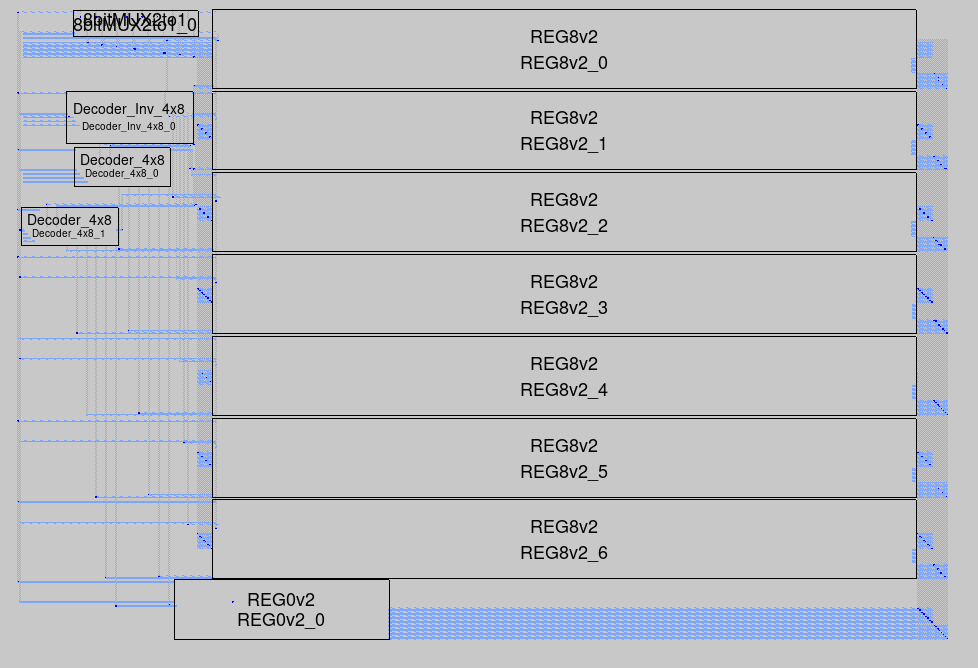 8bitMUX2to1
8bitMUX2to1_0
REG8v2
REG8v2_0
Decoder_Inv_4x8
Decoder_Inv_4x8_0
REG8v2
REG8v2_1
Decoder_4x8
Decoder_4x8_0
REG8v2
REG8v2_2
Decoder_4x8
Decoder_4x8_1
REG8v2
REG8v2_3
REG8v2
REG8v2_4
REG8v2
REG8v2_5
REG8v2
REG8v2_6
REG0v2
REG0v2_0